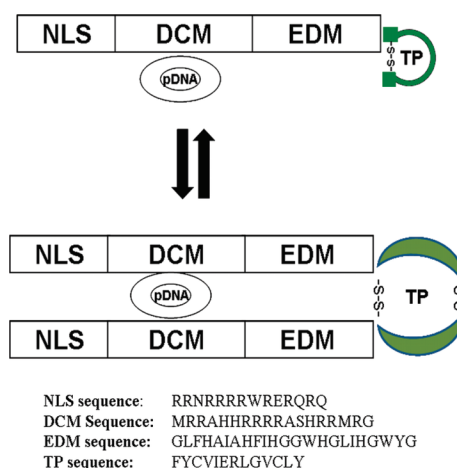 NLS DCM EDM
-S-S- TP
pDNA
NLS DCM EDM
pDNA
-S-S- TP
NLS DCM EDM
NLS sequence: RRNRRRRWRERQRQ
DCM Sequence: MRRAHHRRRRASHRRMRG
EDM sequence: GLFHAIAHFIHGGWHGLIHGWYG
TP sequence: FYCVIERLGVCLY